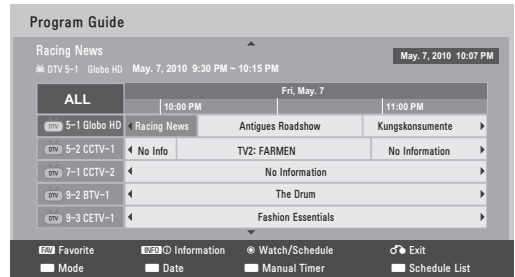 Program Guide
Racing News
DTV 5-1 Globo HD May. 7, 2010 9:30 PM ~ 10:15 PM
May. 7, 2010 10:07 PM
ALL
Fri, May. 7
10:00 PM 11:00 PM
DTV 5-1 Globo HD Racing News Antigues Roadshow Kungskonsumente
DTV 5-2 CCTV-1 No Info TV2: FARMEN No Information
DTV 7-1 CCTV-2 No Information
DTV 9-2 BTV-1 The Drum
DTV 9-3 CETV-1 Fashion Essentials
FAV Favorite INFO Information Watch/Schedule Exit
Mode Date Manual Timer Schedule List